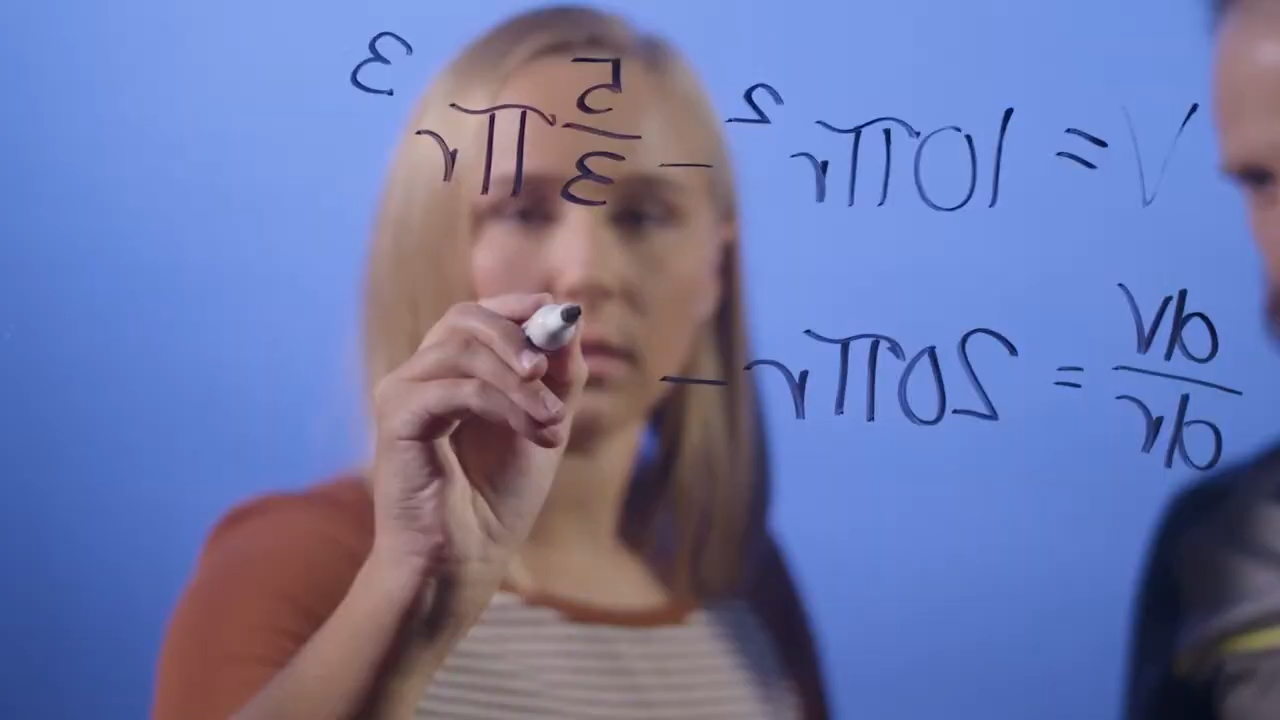 V = 10πr² - 5/3 πr³
dV/dr = 20πr -